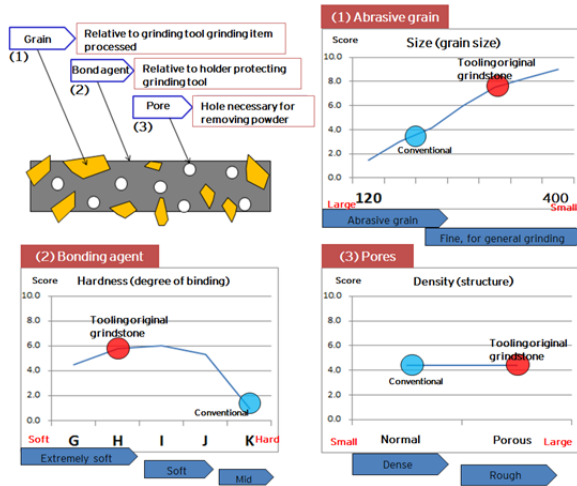 Grain
Relative to grinding tool grinding item
processed
(1)
Bond agent
Relative to holder protecting
grinding tool
(2)
Pore
Hole necessary for
removing powder
(3)
(1) Abrasive grain
Score
Size (grain size)
10.0
8.0
6.0
4.0
2.0
0.0
Tooling original
grindstone
Conventional
Large
120
400
Small
Abrasive grain
Fine, for general grinding
(2) Bonding agent
Score
Hardness (degree of binding)
10.0
8.0
6.0
4.0
2.0
0.0
Tooling original
grindstone
Conventional
Soft
G
H
I
J
K
Hard
Extremely soft
Soft
Mid
(3) Pores
Score
Density (structure)
10.0
8.0
6.0
4.0
2.0
0.0
Tooling original
grindstone
Conventional
Small
Normal
Porous
Large
Dense
Rough